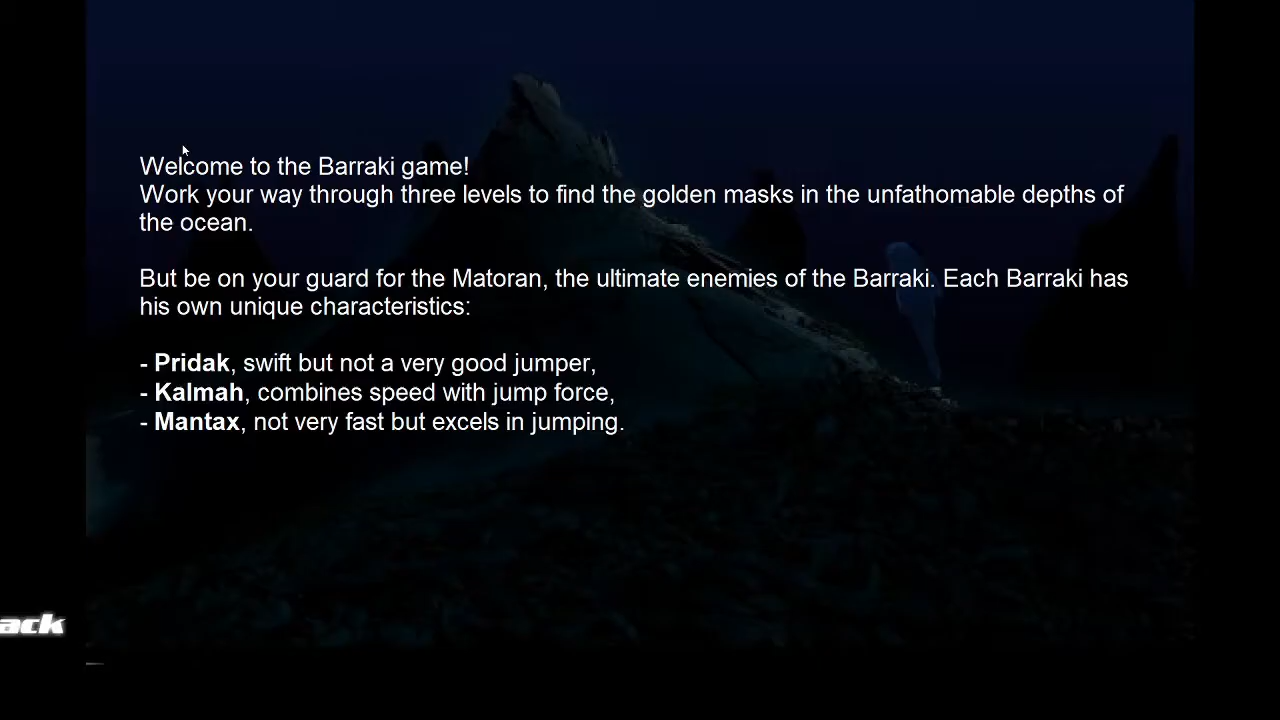 Welcome to the Barraki game!
Work your way through three levels to find the golden masks in the unfathomable depths of
the ocean.
But be on your guard for the Matoran, the ultimate enemies of the Barraki. Each Barraki has
his own unique characteristics:
- Pridak, swift but not a very good jumper,
- Kalmah, combines speed with jump force,
- Mantax, not very fast but excels in jumping.
ack